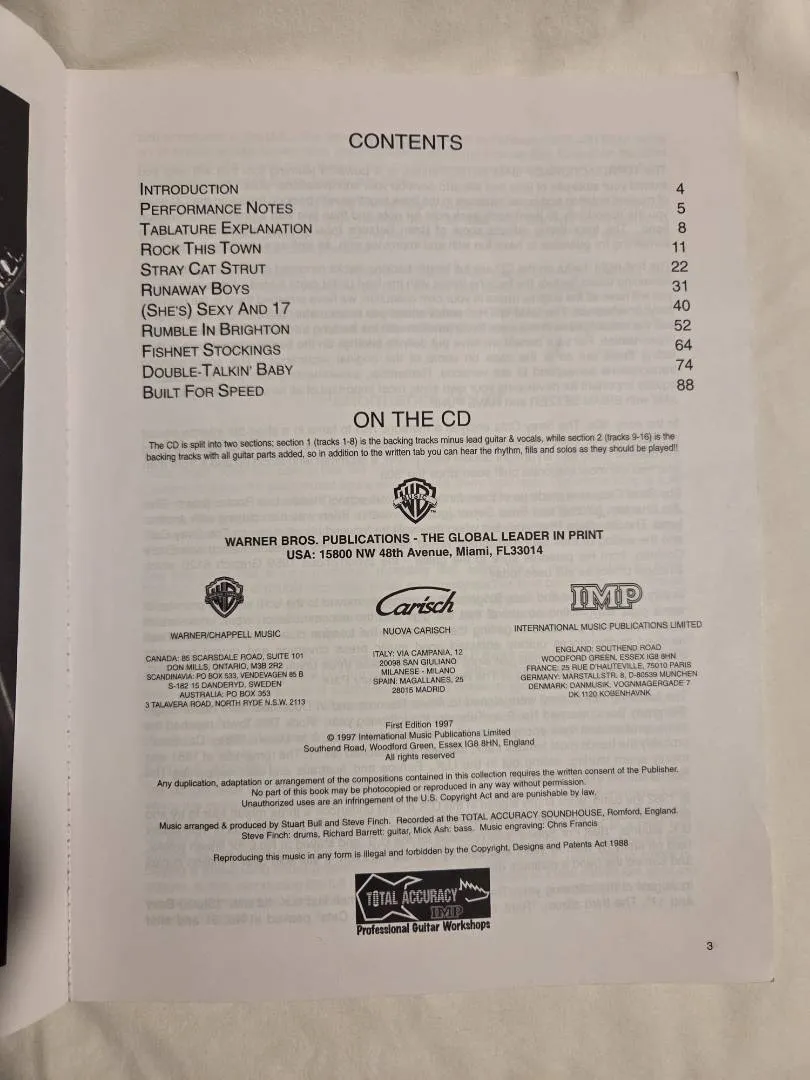 CONTENTS
INTRODUCTION 4
PERFORMANCE NOTES 5
TABLATURE EXPLANATION 8
ROCK THIS TOWN 11
STRAY CAT STRUT 22
RUNAWAY BOYS 31
(SHE'S) SEXY AND 17 40
RUMBLE IN BRIGHTON 52
FISHNET STOCKINGS 64
DOUBLE-TALKIN' BABY 74
BUILT FOR SPEED 88
ON THE CD
The CD is split into two sections; section 1 (tracks 1-8) is the backing tracks minus lead guitar & vocals, while section 2 (tracks 9-16) is the
backing tracks with all guitar parts added, so in addition to the written tab you can hear the rhythm, fills and solos as they should be played!!
WB MUSIC
WARNER BROS. PUBLICATIONS - THE GLOBAL LEADER IN PRINT
USA: 15800 NW 48th Avenue, Miami, FL33014
WARNER/CHAPPELL MUSIC
CANADA: 85 SCARSDALE ROAD, SUITE 101
DON MILLS, ONTARIO, M3B 2R2
SCANDINAVIA: PO BOX 533, VENDEVAGEN 85 B
S-182 15 DANDERYD, SWEDEN
AUSTRALIA: PO BOX 353
3 TALAVERA ROAD, NORTH RYDE N.S.W. 2113
Carisch
NUOVA CARISCH
ITALY: VIA CAMPANIA, 12
20098 SAN GIULIANO
MILANESE - MILANO
SPAIN: MAGALLANES, 25
28015 MADRID
IMP
INTERNATIONAL MUSIC PUBLICATIONS LIMITED
ENGLAND: SOUTHEND ROAD
WOODFORD GREEN, ESSEX IG8 8HN
FRANCE: 25 RUE D'HAUTEVILLE, 75010 PARIS
GERMANY: MARSTALLSTR. 8, D-80539 MUNCHEN
DENMARK: DANMUSIK, VOGNMAGERGADE 7
DK 1120 KOBENHAVNK
First Edition 1997
© 1997 International Music Publications Limited
Southend Road, Woodford Green, Essex IG8 8HN, England
All rights reserved
Any duplication, adaptation or arrangement of the compositions contained in this collection requires the written consent of the Publisher.
No part of this book may be photocopied or reproduced in any way without permission.
Unauthorized uses are an infringement of the U.S. Copyright Act and are punishable by law.
Music arranged & produced by Stuart Bull and Steve Finch. Recorded at the TOTAL ACCURACY SOUNDHOUSE, Romford, England.
Steve Finch: drums, Richard Barrett: guitar, Mick Ash: bass. Music engraving: Chris Francis
Reproducing this music in any form is illegal and forbidden by the Copyright, Designs and Patents Act 1988
TOTAL ACCURACY
IMP
Professional Guitar Workshops
3